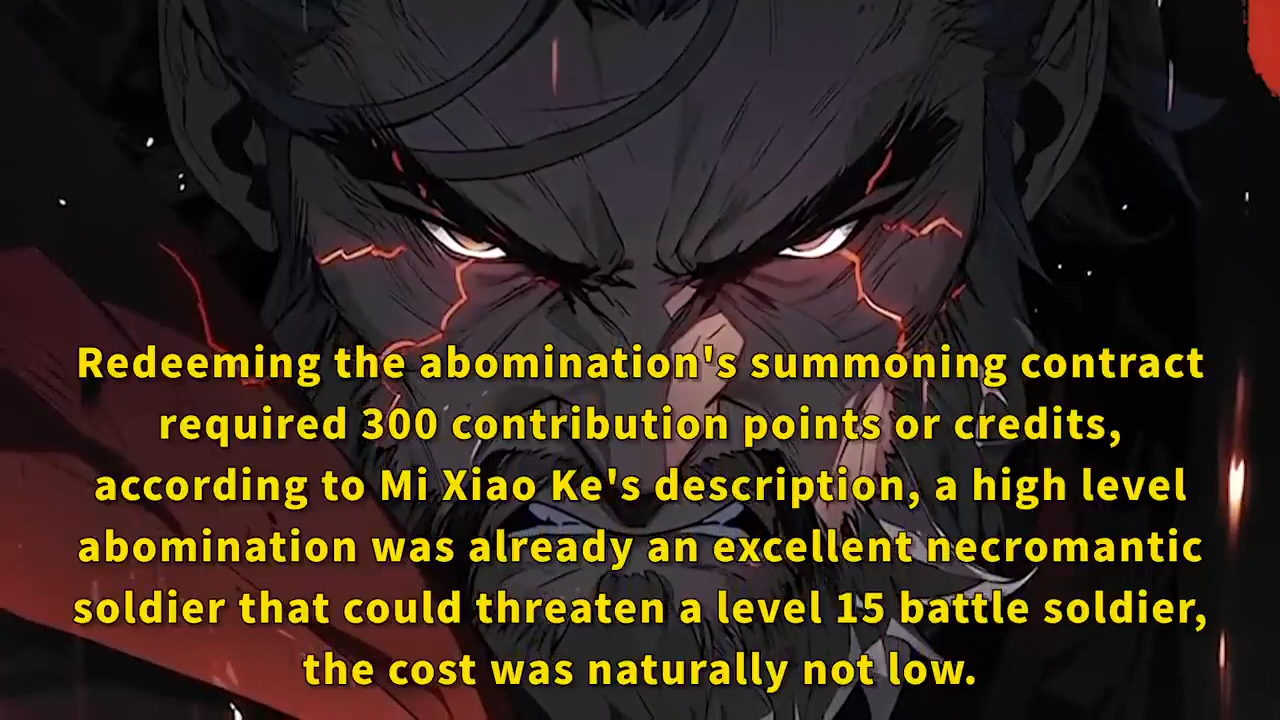 Redeeming the abomination's summoning contract
required 300 contribution points or credits,
according to Mi Xiao Ke's description, a high level
abomination was already an excellent necromantic
soldier that could threaten a level 15 battle soldier,
the cost was naturally not low.